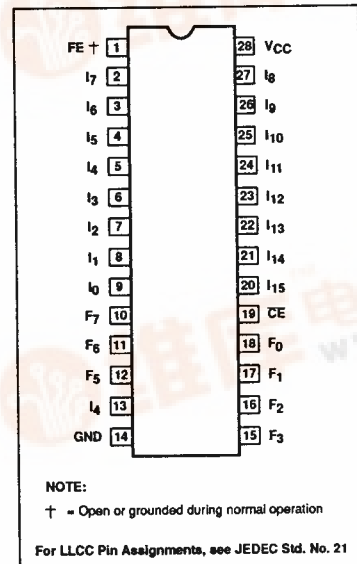 FE † 1 28 VCC
I7 2 27 I8
I6 3 26 I9
I5 4 25 I10
I4 5 24 I11
I3 6 23 I12
I2 7 22 I13
I1 8 21 I14
I0 9 20 I15
F7 10 19 C̅E̅
F6 11 18 F0
F5 12 17 F1
I4 13 16 F2
GND 14 15 F3
NOTE:
† = Open or grounded during normal operation
For LLCC Pin Assignments, see JEDEC Std. No. 21